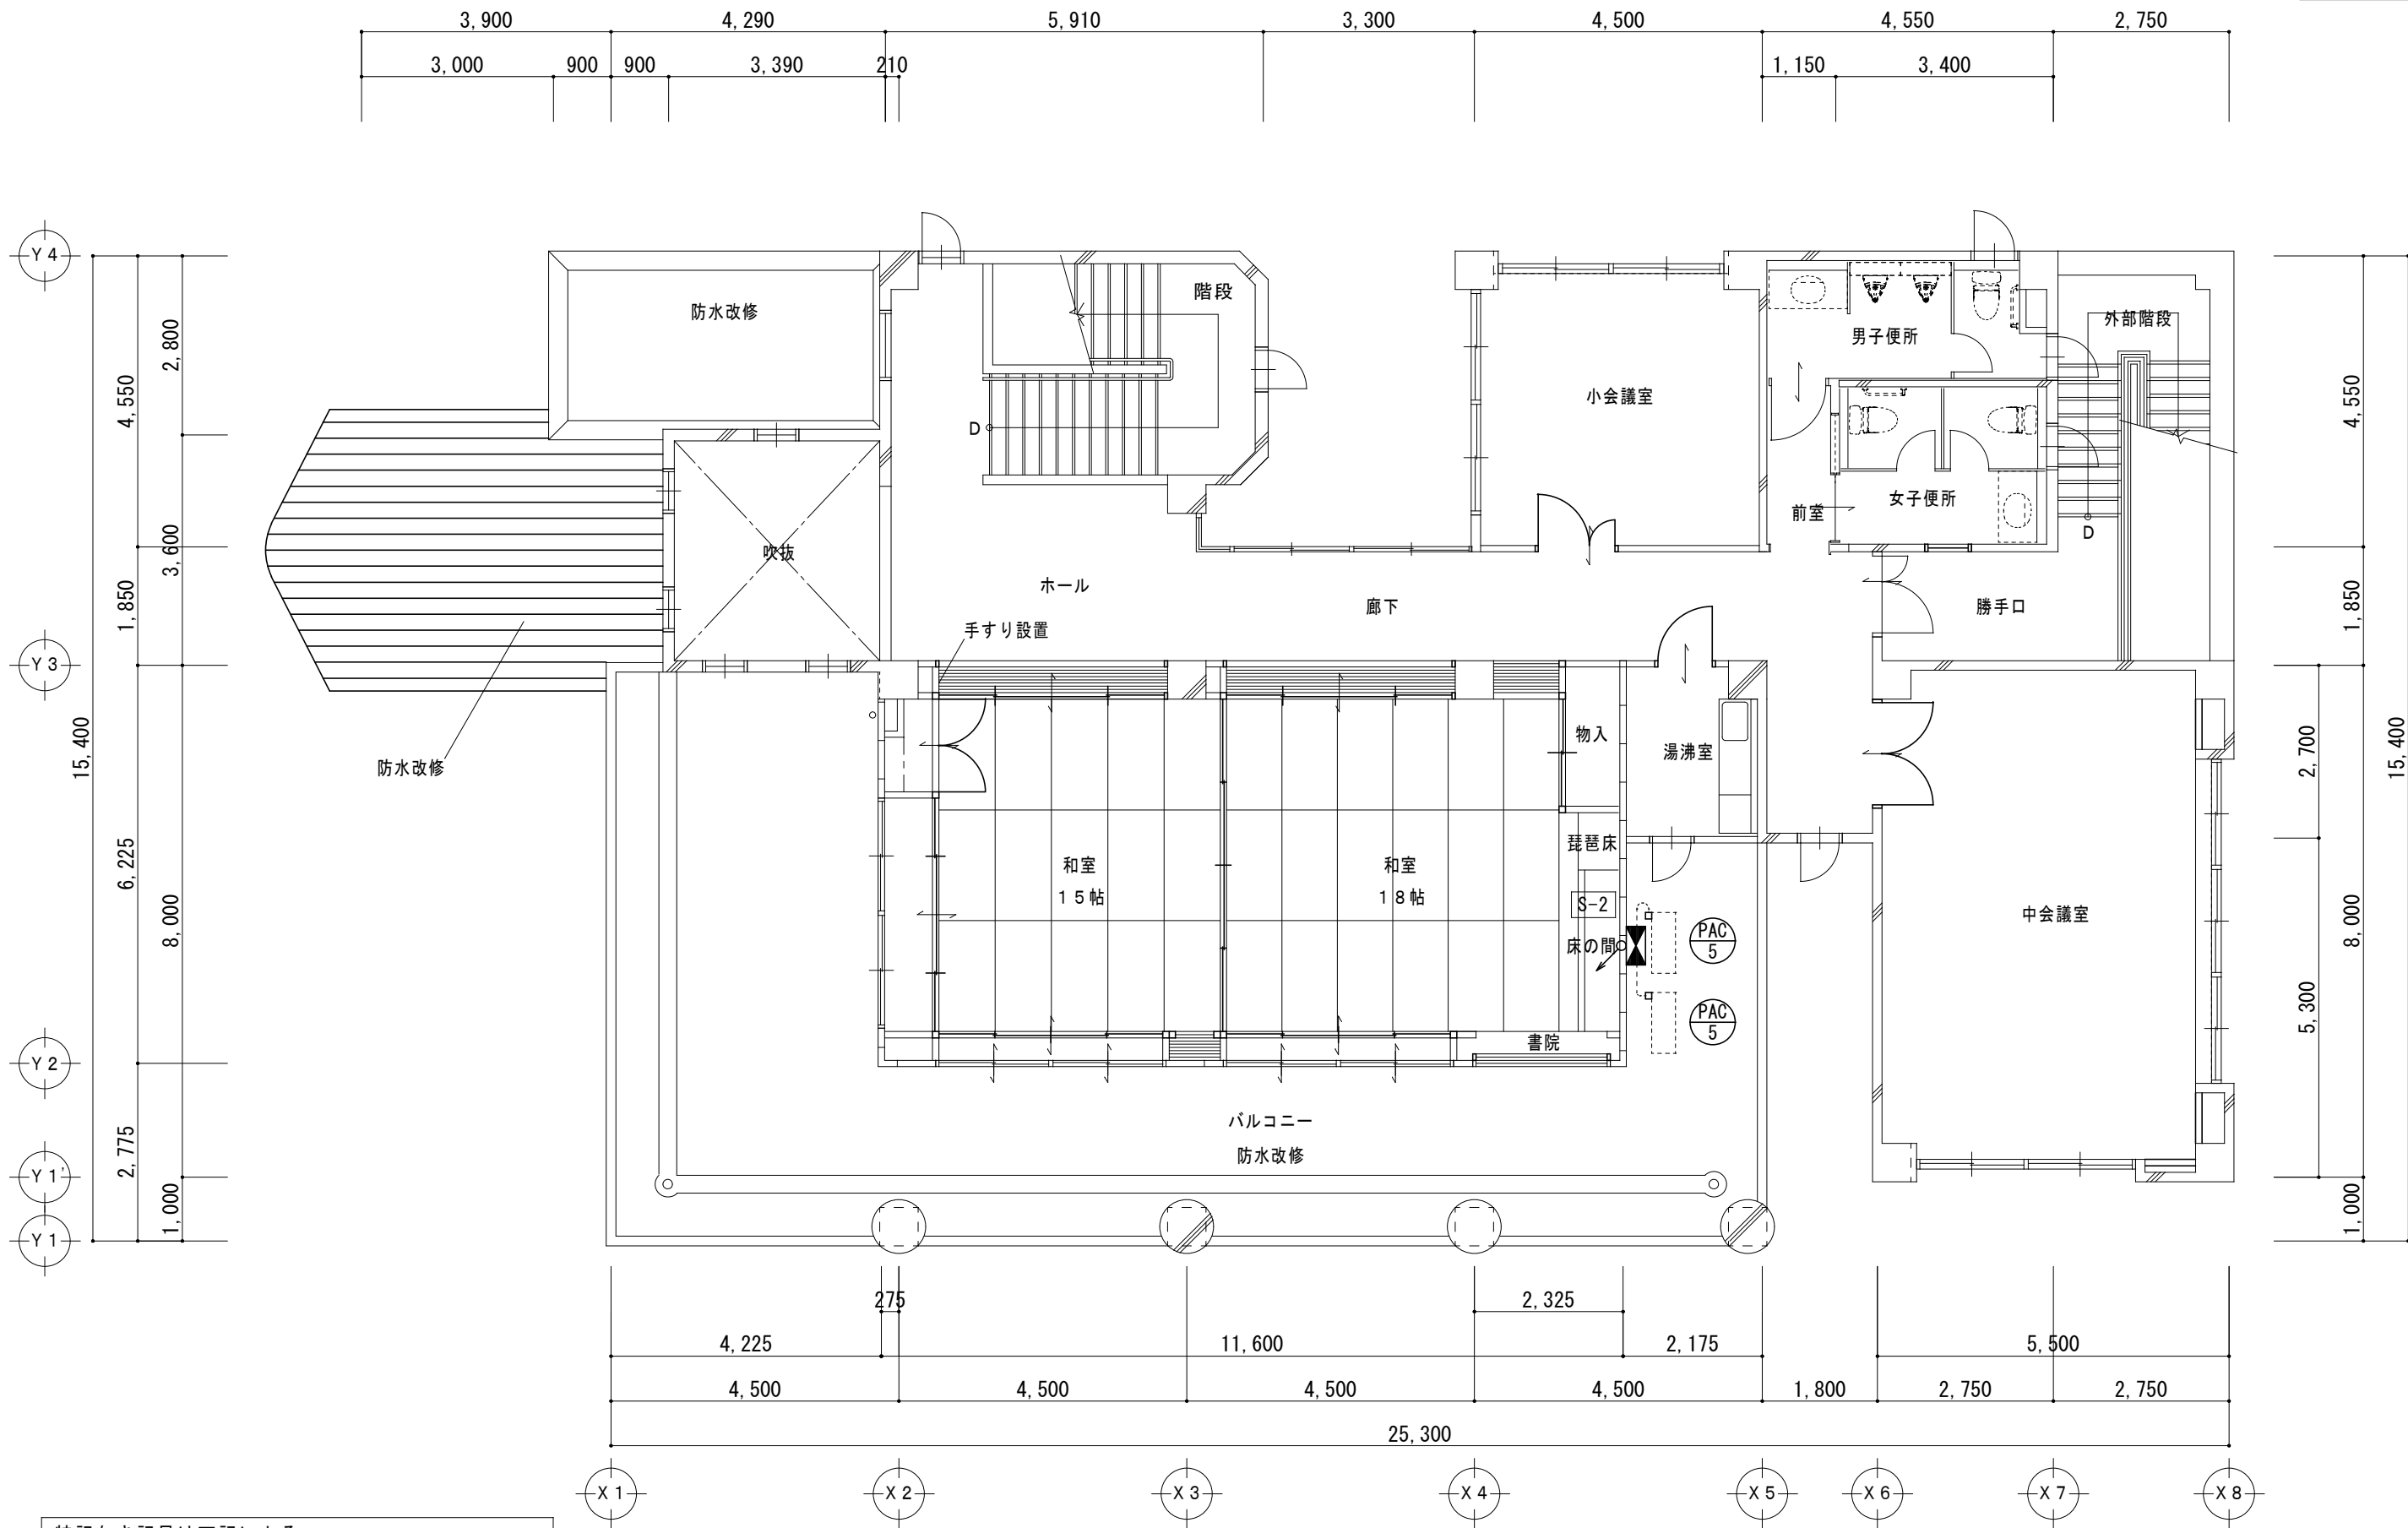 3,900
4,290
5,910
3,300
4,500
4,550
2,750
3,000
900
900
3,390
210
1,150
3,400
Y4
Y3
Y2
Y1'
Y1
15,400
4,550
1,850
6,225
2,775
2,800
3,600
8,000
1,000
防水改修
階段
D
小会議室
男子便所
外部階段
女子便所
前室
D
吹抜
ホール
廊下
勝手口
手すり設置
防水改修
物入
湯沸室
琵琶床
和室
15帖
和室
18帖
S-2
床の間
PAC
5
PAC
5
中会議室
書院
バルコニー
防水改修
4,550
1,850
2,700
5,300
8,000
1,000
15,400
275
2,325
4,225
11,600
2,175
5,500
4,500
4,500
4,500
4,500
1,800
2,750
2,750
25,300
X1
X2
X3
X4
X5
X6
X7
X8